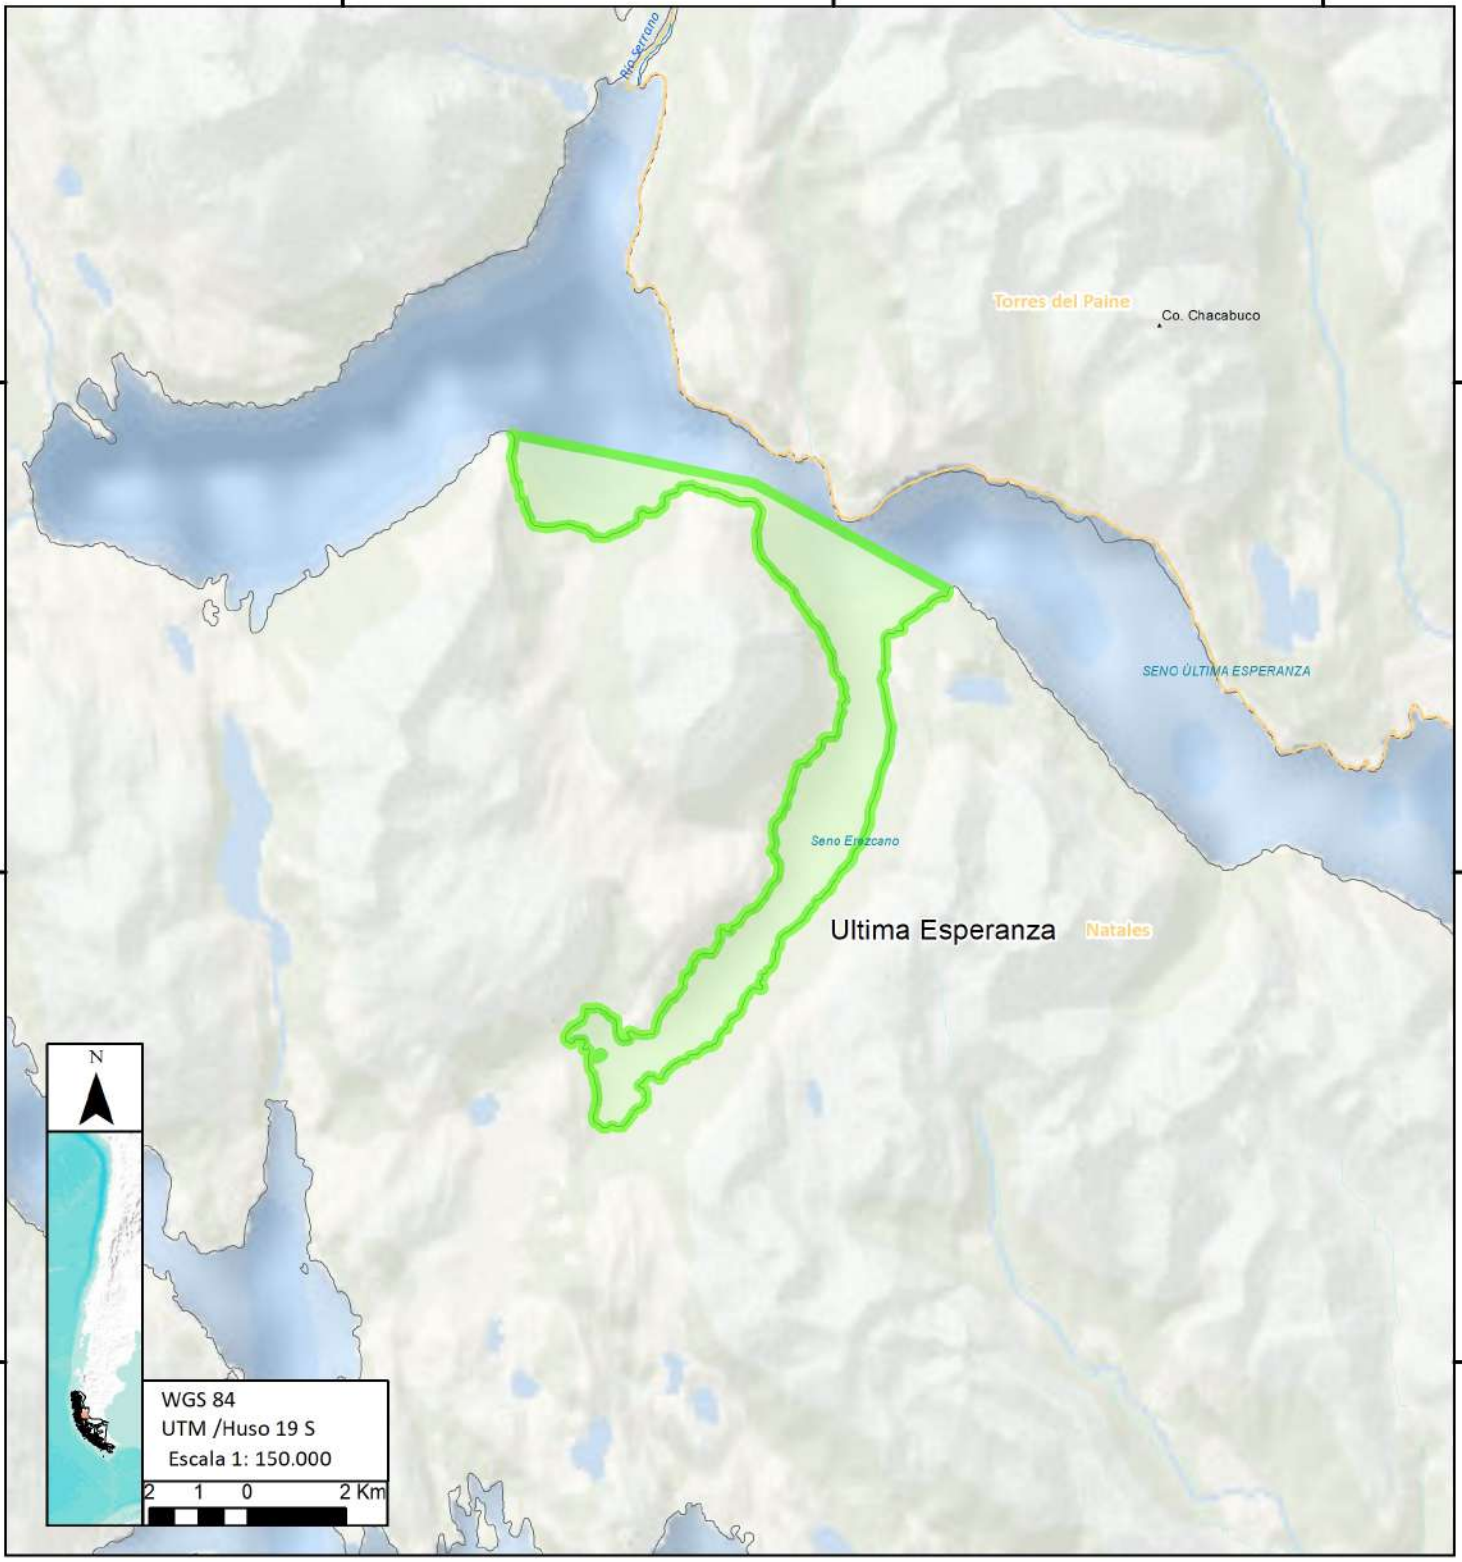 Río Serrano
Torres del Paine
Co. Chacabuco
SENO ÚLTIMA ESPERANZA
Seno Erezcano
Ultima Esperanza
Natales
N
WGS 84
UTM /Huso 19 S
Escala 1: 150.000
2 1 0 2 Km